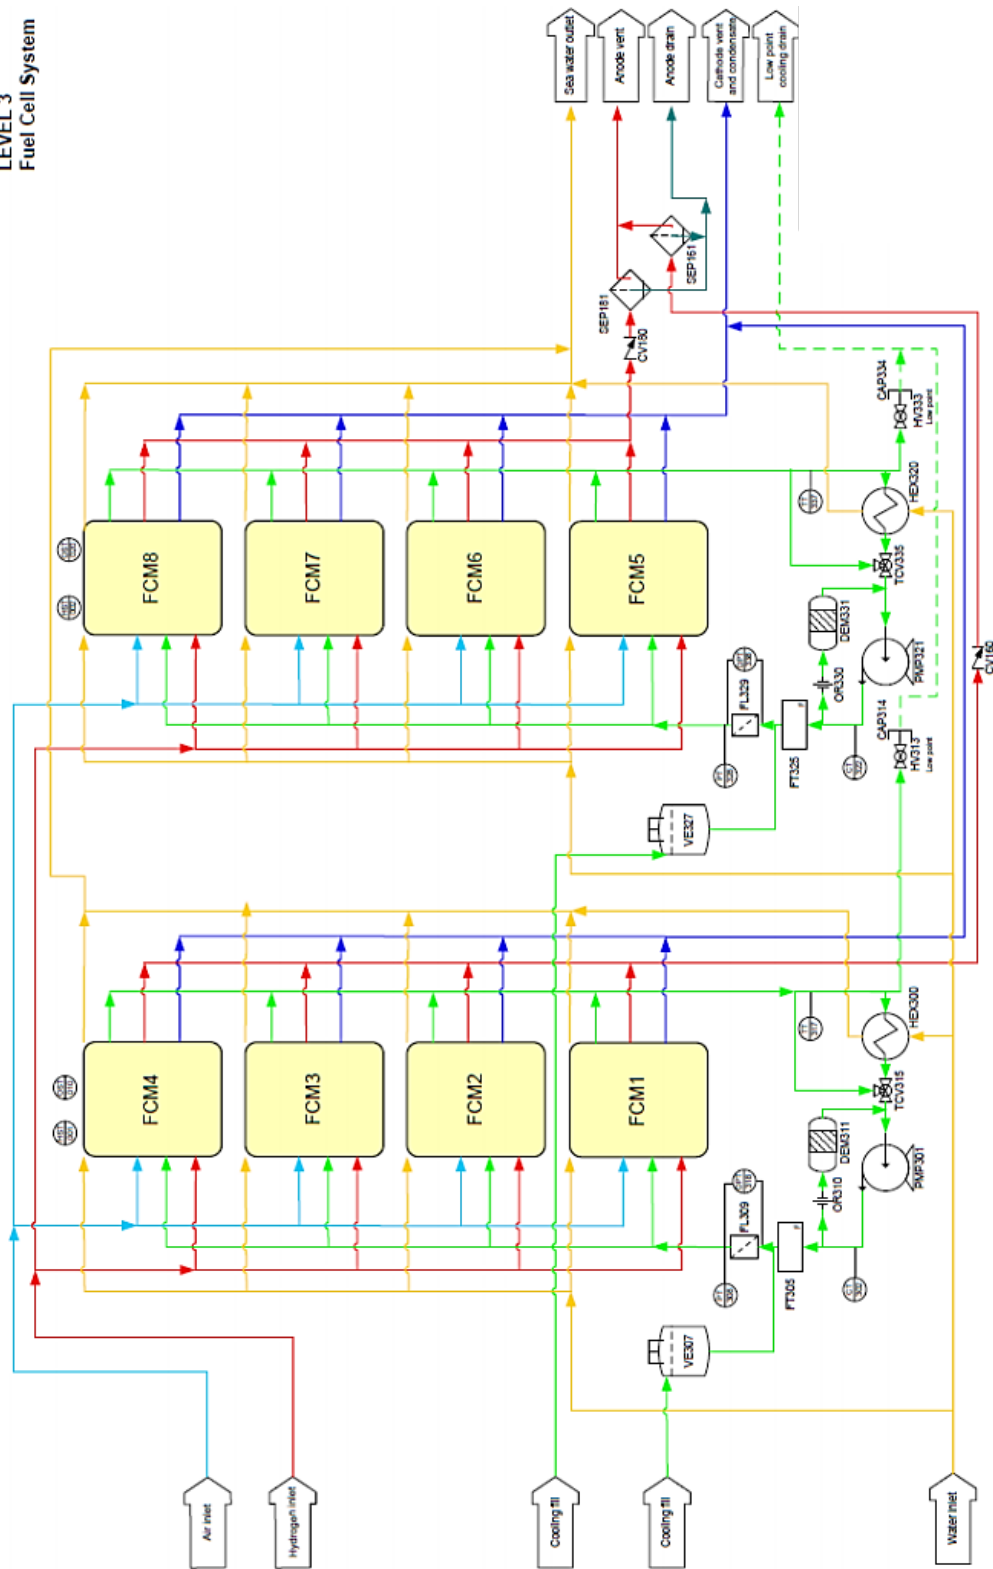 LEVEL 3
Fuel Cell System
Sea water outlet
Anode vent
Anode drain
Cathode vent
and condensate
Low point
cooling drain
SEP181
SEP161
CV180
CAP334
HV333
Low point
FCM8
FCM7
FCM6
FCM5
HEX320
TCV335
DEM331
OR330
PMP321
FL329
FT325
VE327
CAP314
HV313
Low point
CV160
FCM4
FCM3
FCM2
FCM1
HEX300
TCV315
DEM311
OR310
PMP301
FL309
FT305
VE307
Air inlet
Hydrogen inlet
Cooling fill
Cooling fill
Water inlet